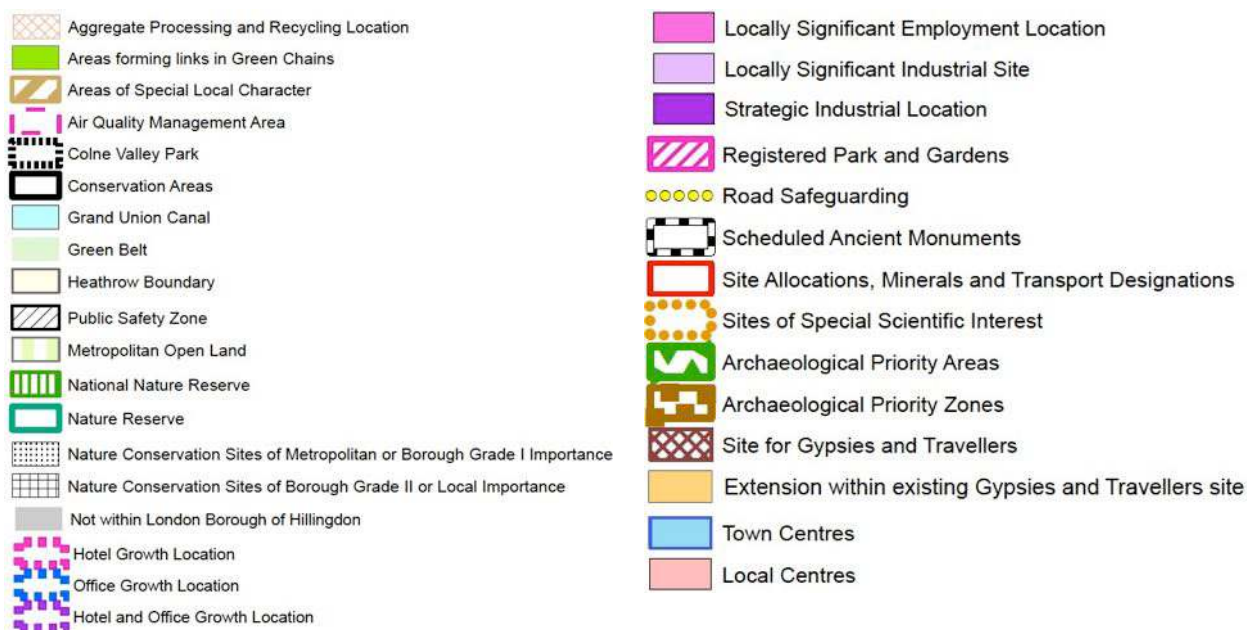 Aggregate Processing and Recycling Location
Areas forming links in Green Chains
Areas of Special Local Character
Air Quality Management Area
Colne Valley Park
Conservation Areas
Grand Union Canal
Green Belt
Heathrow Boundary
Public Safety Zone
Metropolitan Open Land
National Nature Reserve
Nature Reserve
Nature Conservation Sites of Metropolitan or Borough Grade I Importance
Nature Conservation Sites of Borough Grade II or Local Importance
Not within London Borough of Hillingdon
Hotel Growth Location
Office Growth Location
Hotel and Office Growth Location
Locally Significant Employment Location
Locally Significant Industrial Site
Strategic Industrial Location
Registered Park and Gardens
Road Safeguarding
Scheduled Ancient Monuments
Site Allocations, Minerals and Transport Designations
Sites of Special Scientific Interest
Archaeological Priority Areas
Archaeological Priority Zones
Site for Gypsies and Travellers
Extension within existing Gypsies and Travellers site
Town Centres
Local Centres